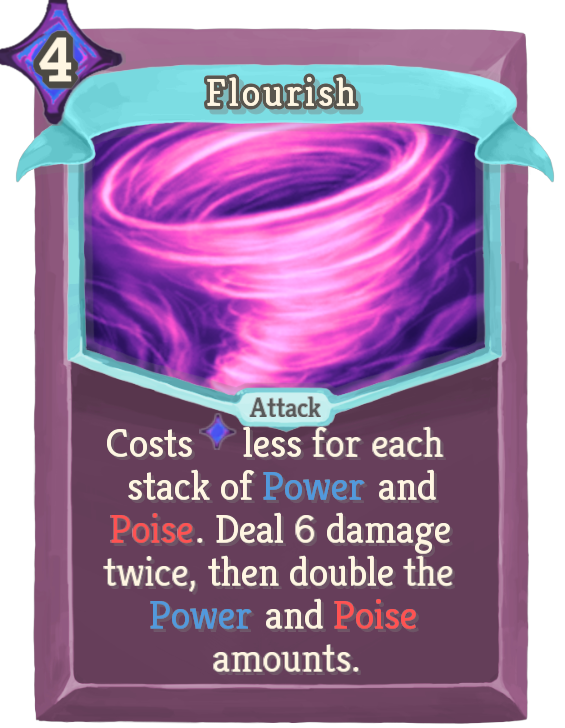 4
Flourish
Attack
Costs less for each
stack of Power and
Poise. Deal 6 damage
twice, then double the
Power and Poise
amounts.